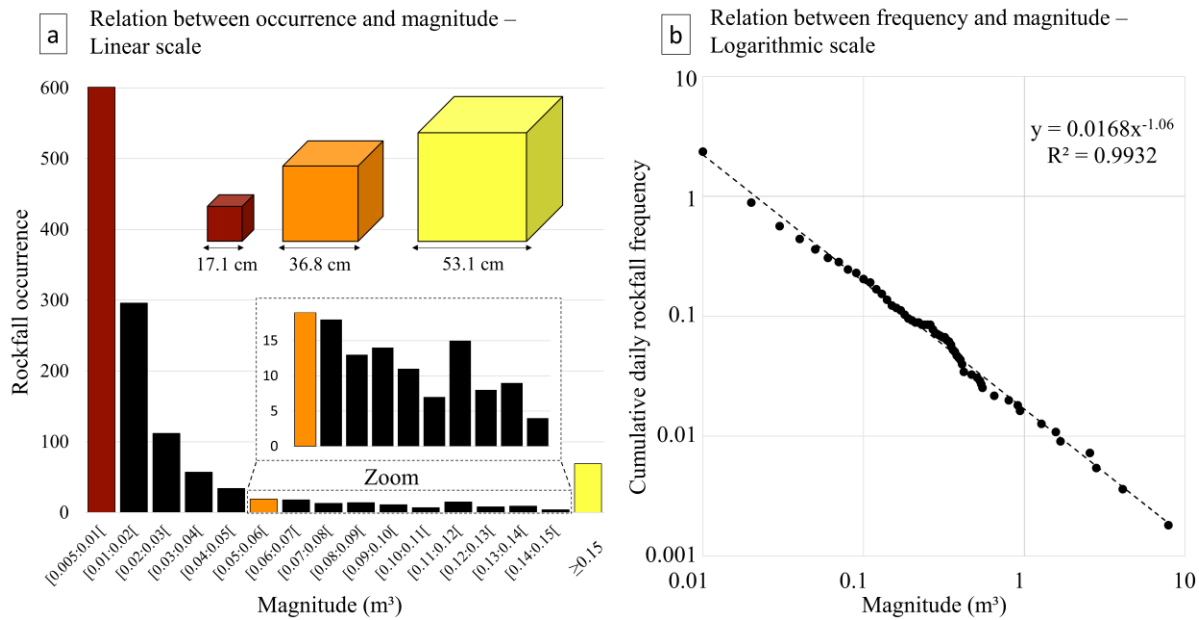 a
Relation between occurrence and magnitude –
Linear scale
Rockfall occurrence
600
500
400
300
200
100
0
17.1 cm
36.8 cm
53.1 cm
15
10
5
0
Zoom
[0.005:0.01[
[0.01:0.02[
[0.02:0.03[
[0.03:0.04[
[0.04:0.05[
[0.05:0.06[
[0.06:0.07[
[0.07:0.08[
[0.08:0.09[
[0.09:0.10[
[0.10:0.11[
[0.11:0.12[
[0.12:0.13[
[0.13:0.14[
[0.14:0.15[
≥0.15
Magnitude (m³)
b
Relation between frequency and magnitude –
Logarithmic scale
Cumulative daily rockfall frequency
10
1
0.1
0.01
0.001
y = 0.0168x⁻¹·⁰⁶
R² = 0.9932
0.01
0.1
1
10
Magnitude (m³)